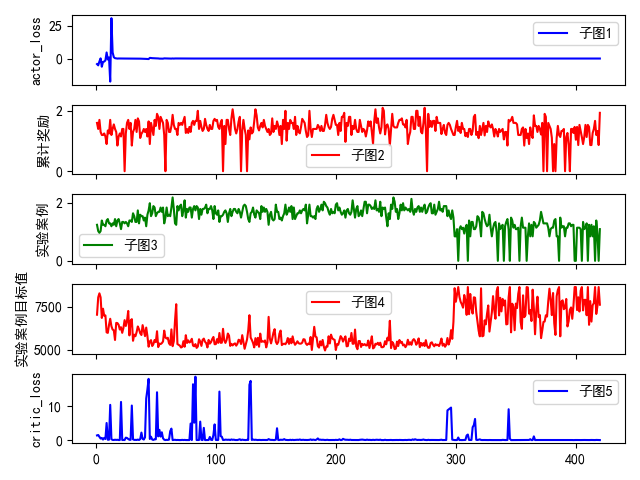 actor_loss
25
0
子图1
累计奖励
2
0
子图2
实验案例
2
0
子图3
实验案例目标值
7500
5000
子图4
critic_loss
10
0
子图5
0 100 200 300 400